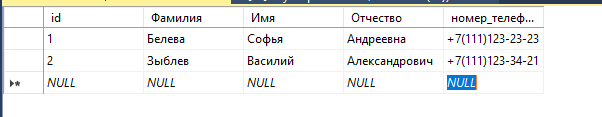 id Фамилия Имя Отчество номер_телеф...
1 Белева Софья Андреевна +7(111)123-23-23
2 Зыблев Василий Александрович +7(111)123-34-21
NULL NULL NULL NULL NULL